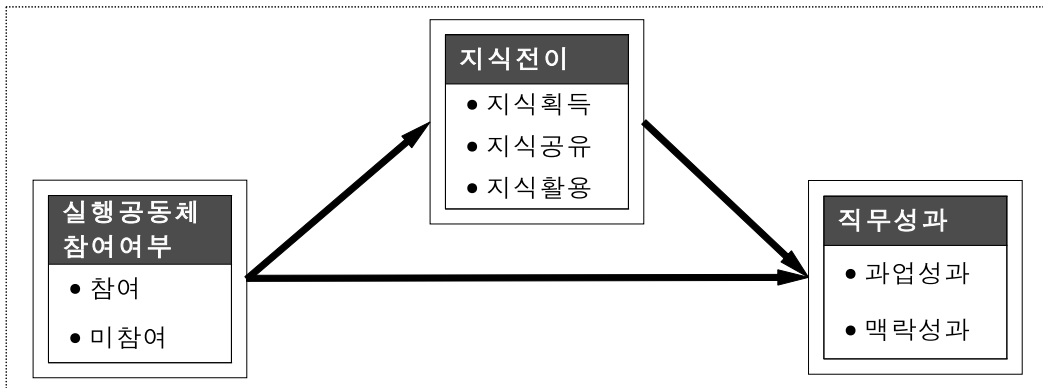 지식전이
• 지식획득
• 지식공유
• 지식활용
실행공동체
참여여부
• 참여
• 미참여
직무성과
• 과업성과
• 맥락성과